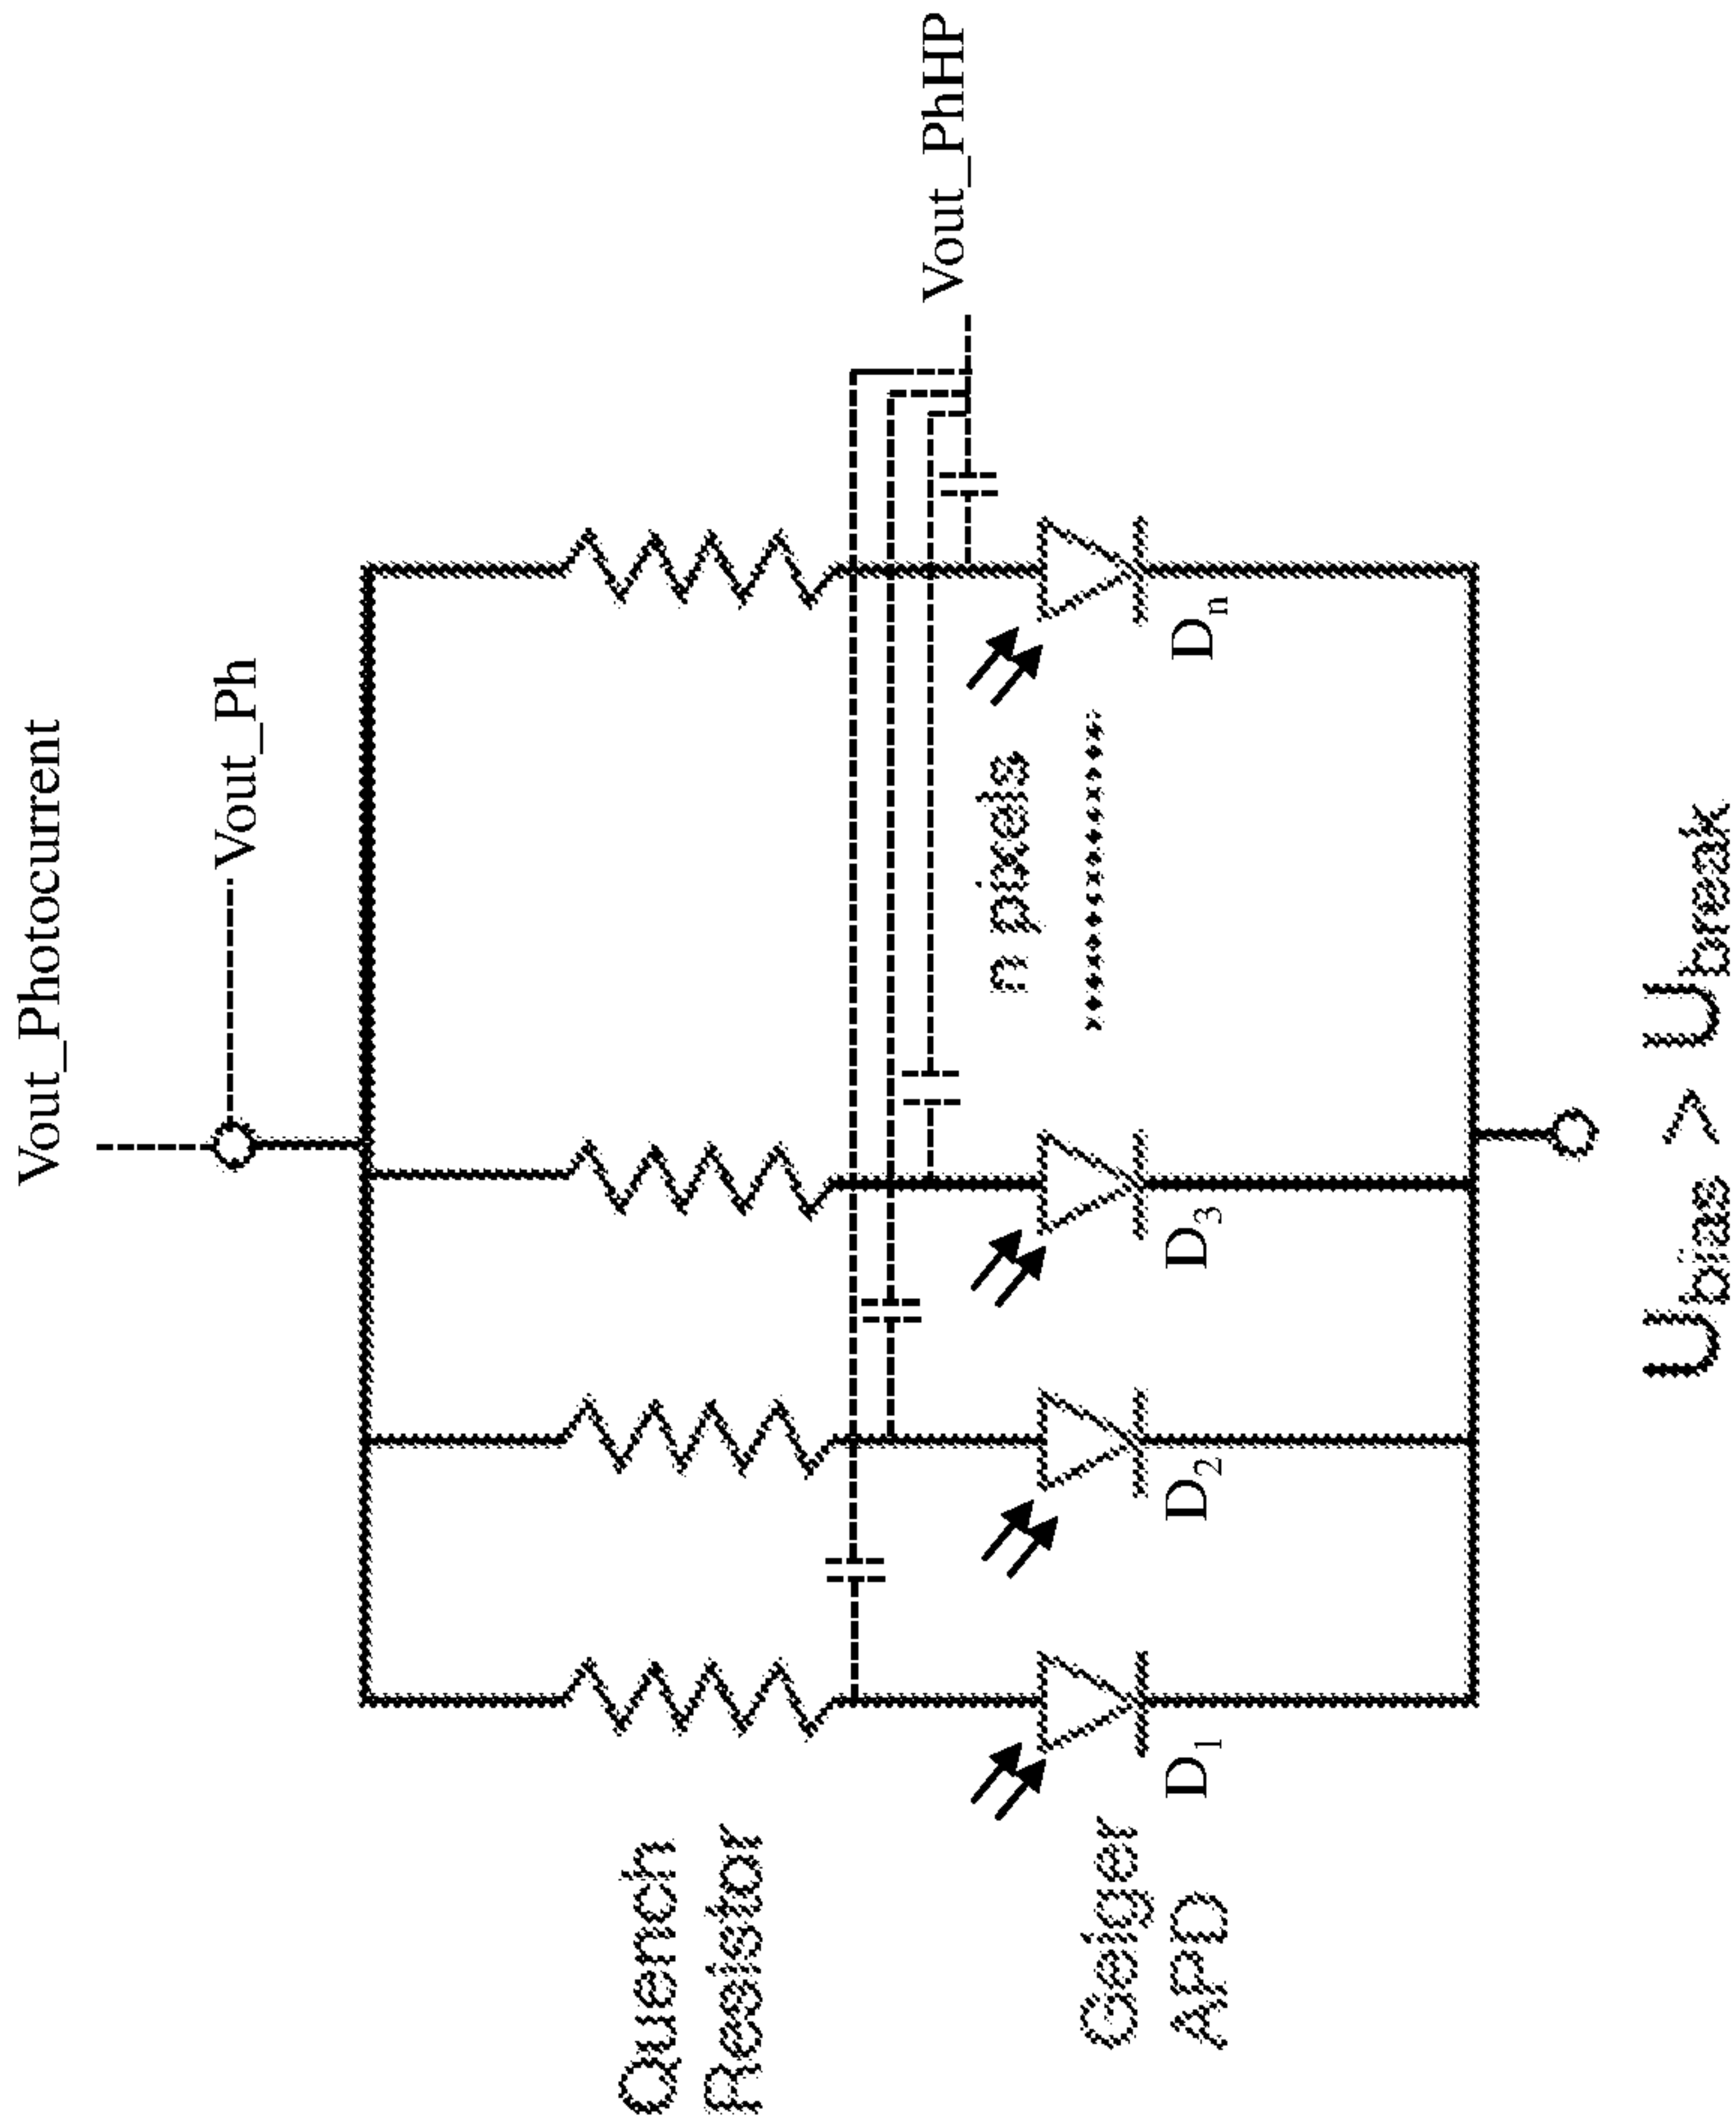 Vout_Photocurrent
Vout_Ph
Quench
Resistor
Vout_PhHP
n pixels
Geiger
APD
D1
D2
D3
Dn
Ubias > Ubreak